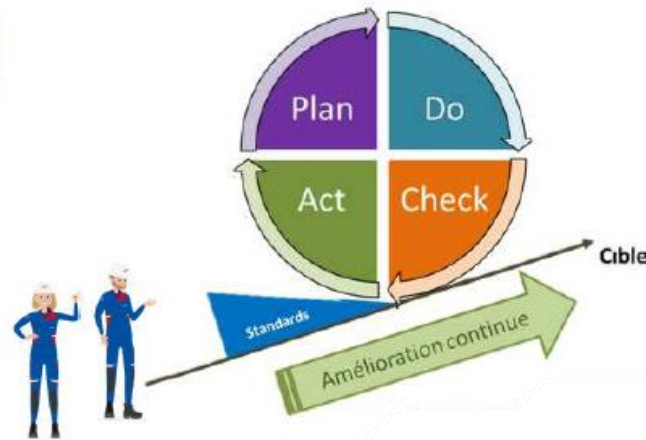 Plan
Do
Act
Check
Cible
Standards
Amélioration continue